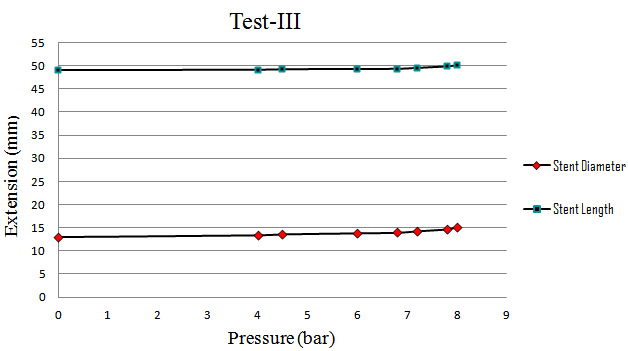 Test-III
55
50
45
40
35
30
25
20
15
10
5
0
0 1 2 3 4 5 6 7 8 9
Extension (mm)
Pressure (bar)
Stent Diameter
Stent Length